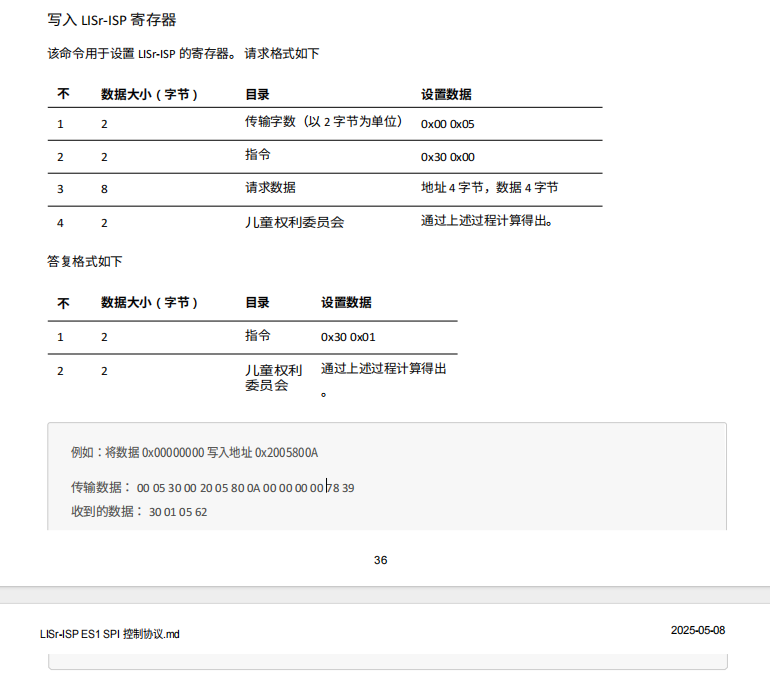 写入 LISr-ISP 寄存器
该命令用于设置 LISr-ISP 的寄存器。 请求格式如下
不 数据大小（字节） 目录 设置数据
1 2 传输字数（以 2 字节为单位） 0x00 0x05
2 2 指令 0x30 0x00
3 8 请求数据 地址 4 字节，数据 4 字节
4 2 儿童权利委员会 通过上述过程计算得出。
答复格式如下
不 数据大小（字节） 目录 设置数据
1 2 指令 0x30 0x01
2 2 儿童权利 通过上述过程计算得出
委员会 。
例如：将数据 0x00000000 写入地址 0x2005800A
传输数据： 00 05 30 00 20 05 80 0A 00 00 00 00 78 39
收到的数据： 30 01 05 62
36
LISr-ISP ES1 SPI 控制协议.md 2025-05-08